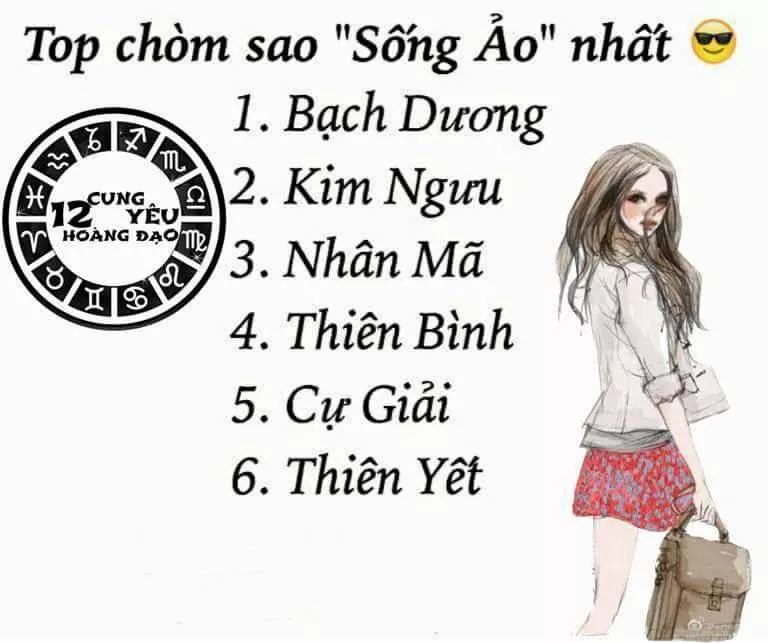 Top chòm sao "Sống Ảo" nhất 😎
1. Bạch Dương
2. Kim Ngưu
3. Nhân Mã
4. Thiên Bình
5. Cự Giải
6. Thiên Yết
12 CUNG
YÊU
HOÀNG ĐẠO